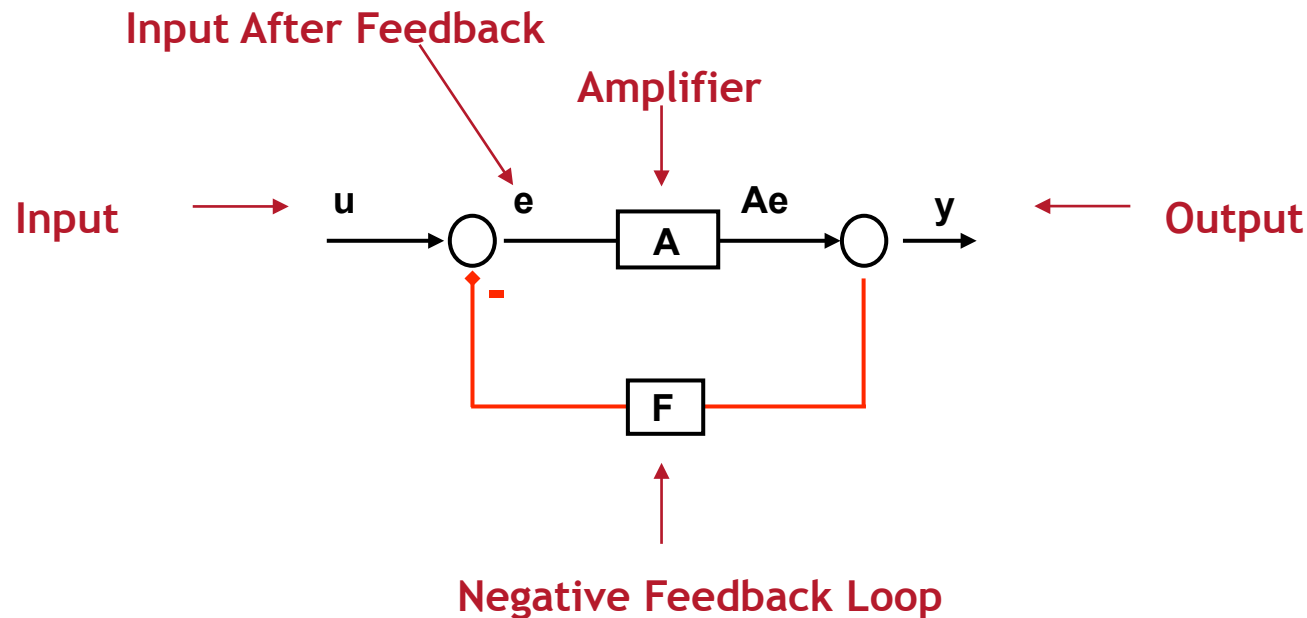 Input After Feedback
Amplifier
Input
u
e
A
Ae
y
Output
-
F
Negative Feedback Loop